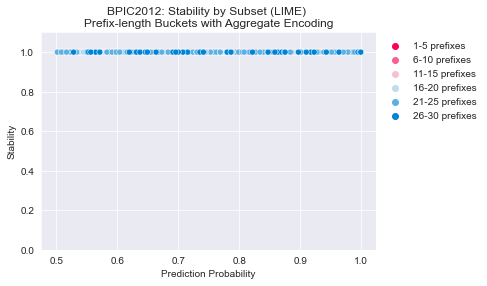 BPIC2012: Stability by Subset (LIME)
Prefix-length Buckets with Aggregate Encoding
1.0
0.8
0.6
0.4
0.2
0.0
Stability
0.5 0.6 0.7 0.8 0.9 1.0
Prediction Probability
1-5 prefixes
6-10 prefixes
11-15 prefixes
16-20 prefixes
21-25 prefixes
26-30 prefixes